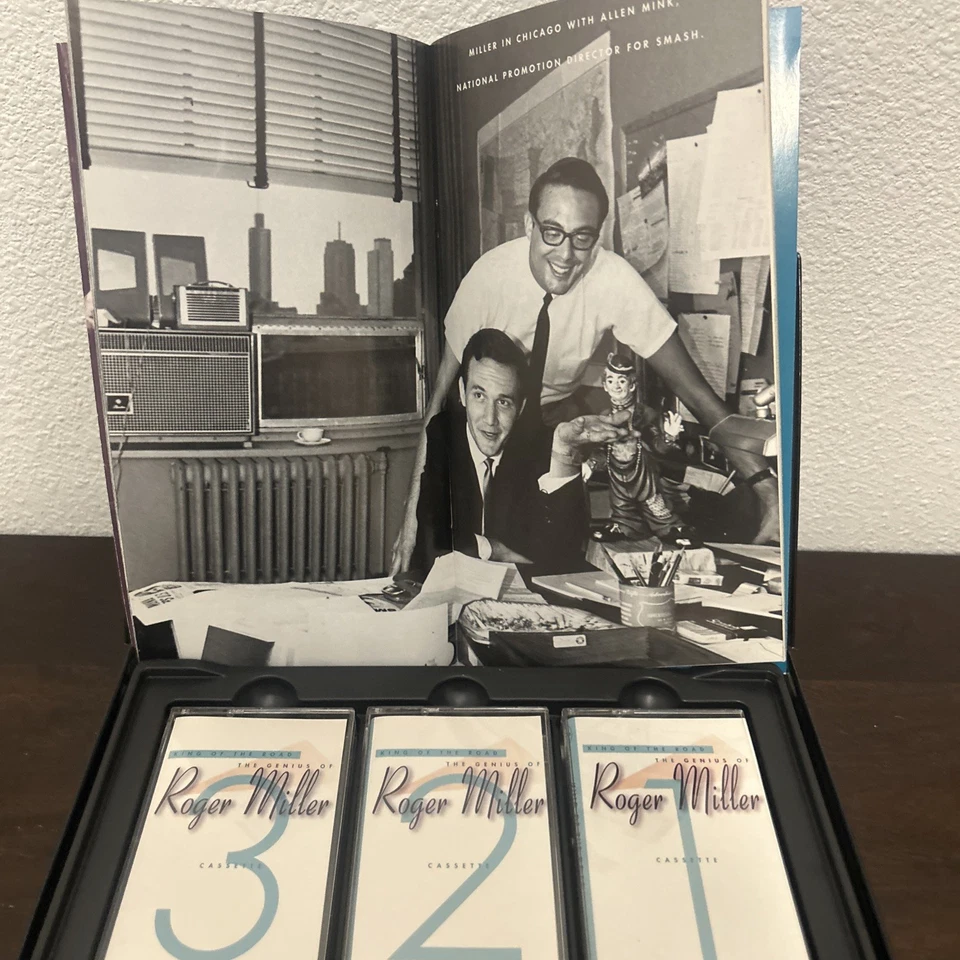 MILLER IN CHICAGO WITH ALLEN MINK,
NATIONAL PROMOTION DIRECTOR FOR SMASH.
KING OF THE ROAD
THE GENIUS OF
Roger Miller
CASSETTE
3
KING OF THE ROAD
THE GENIUS OF
Roger Miller
CASSETTE
2
KING OF THE ROAD
THE GENIUS OF
Roger Miller
CASSETTE
1